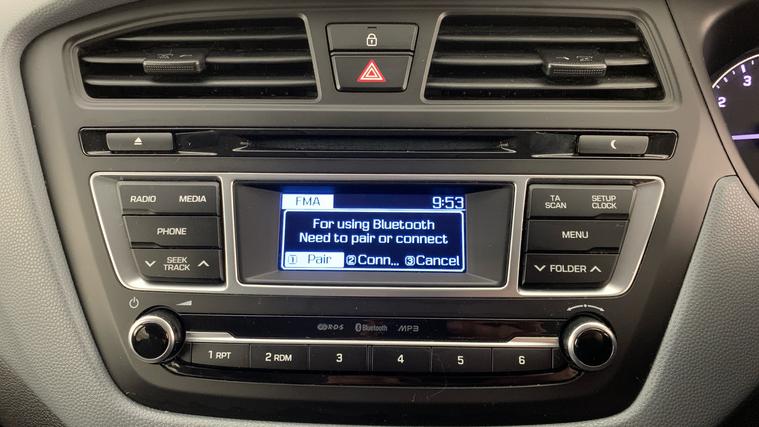 2
3
RADIO MEDIA
PHONE
SEEK
TRACK
FMA 9:53
For using Bluetooth
Need to pair or connect
1 Pair 2 Conn... 3 Cancel
TA
SCAN
SETUP
CLOCK
MENU
FOLDER
R·D·S Bluetooth MP3
1 RPT 2 RDM 3 4 5 6